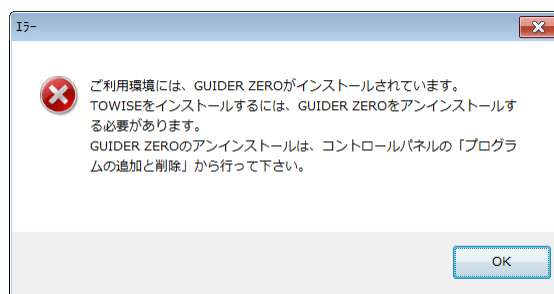 ｴﾗｰ
ご利用環境には、GUIDER ZEROがインストールされています。
TOWISEをインストールするには、GUIDER ZEROをアンインストールす
る必要があります。
GUIDER ZEROのアンインストールは、コントロールパネルの「プログラ
ムの追加と削除」から行って下さい。
OK